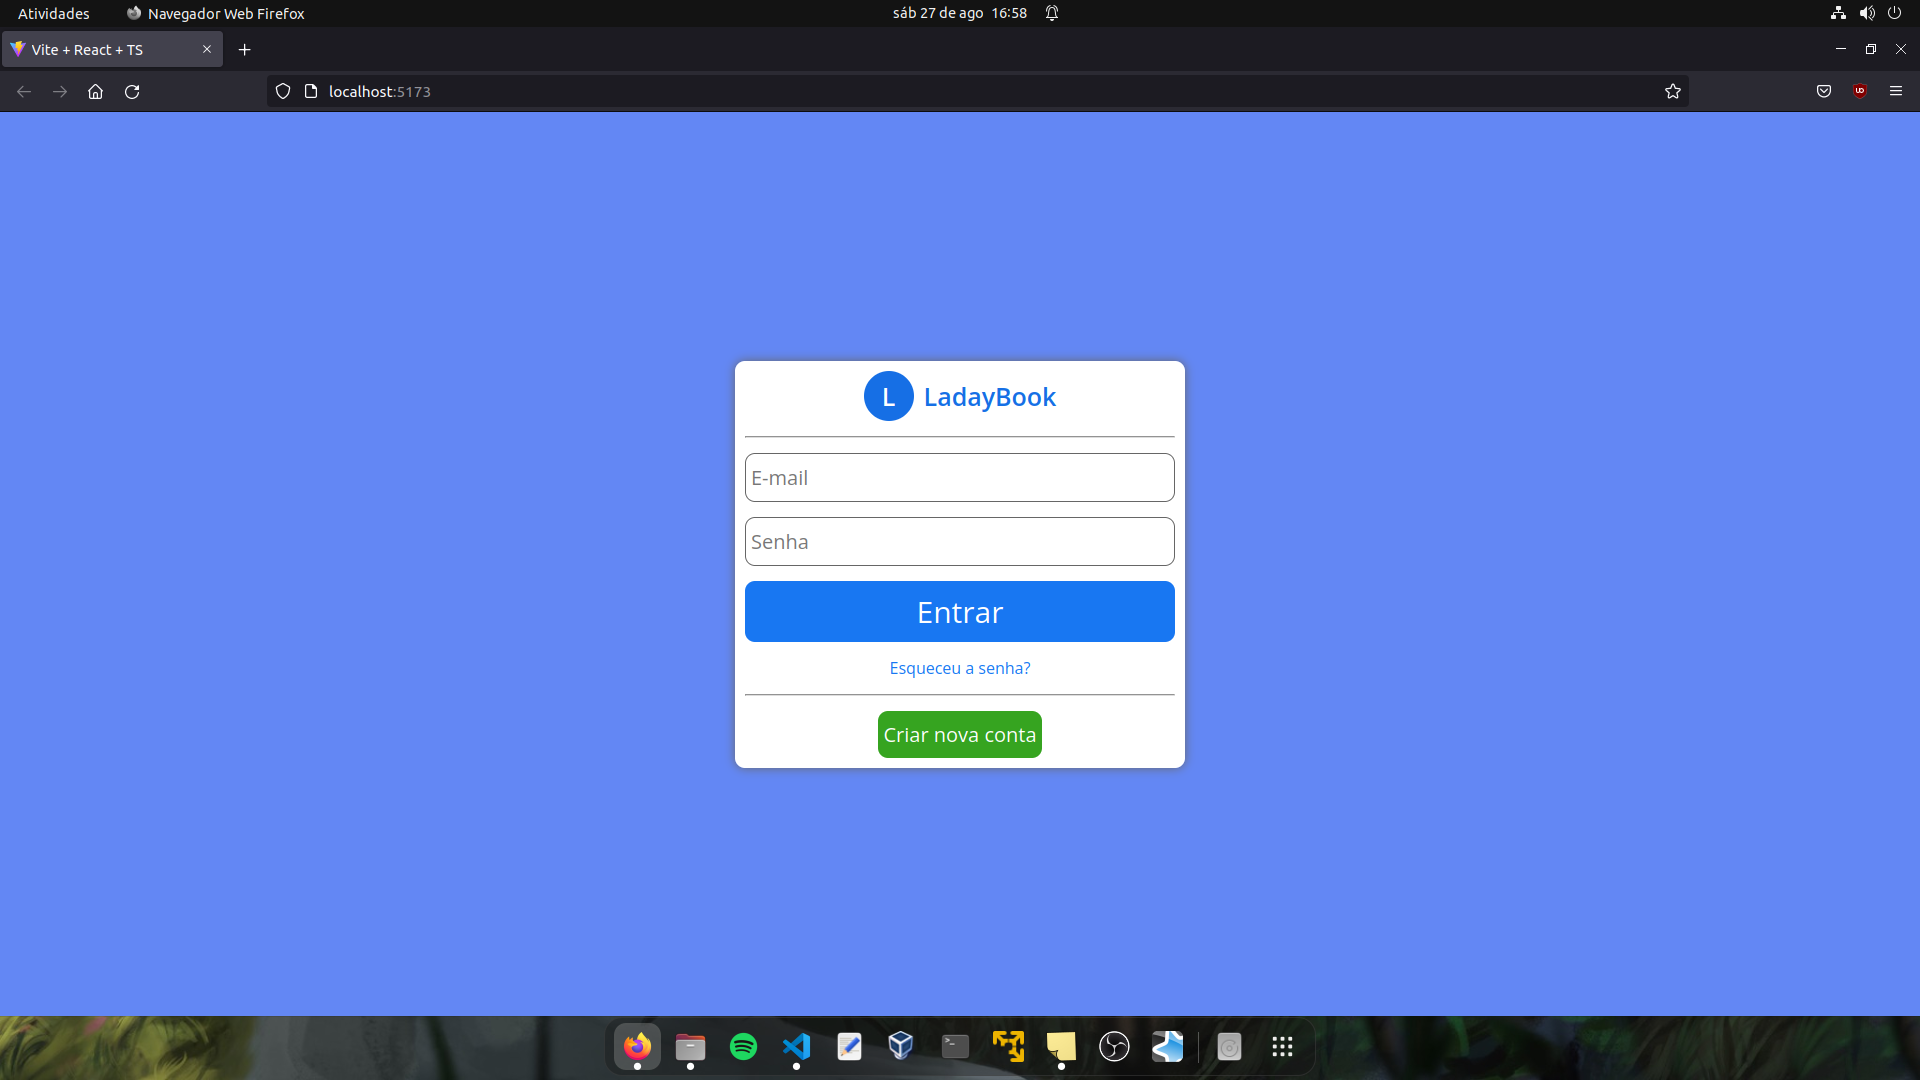 Atividades Navegador Web Firefox sáb 27 de ago 16:58
Vite + React + TS
localhost:5173
L LadayBook
E-mail
Senha
Entrar
Esqueceu a senha?
Criar nova conta